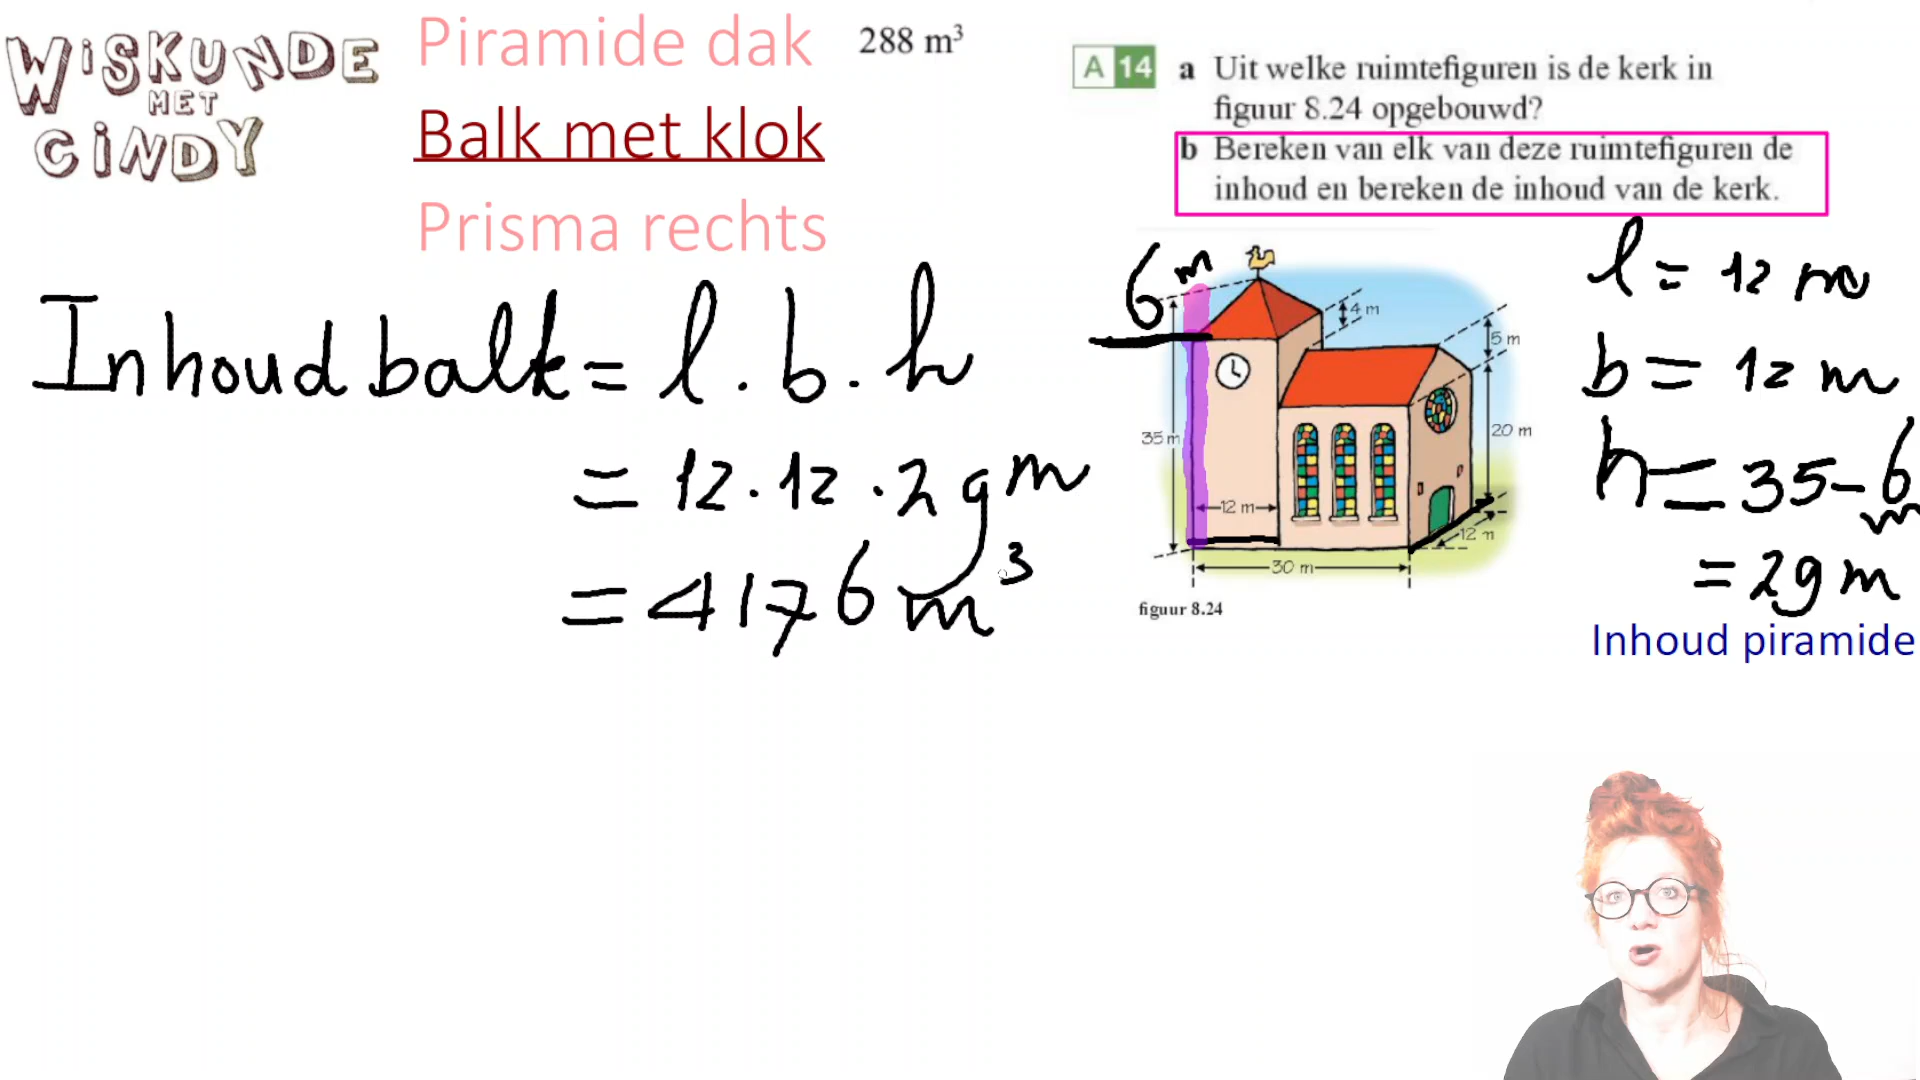 WiSKUNDE
MET
CiNDY
Piramide dak
Balk met klok
Prisma rechts
288 m³
A 14 a Uit welke ruimtefiguren is de kerk in
figuur 8.24 opgebouwd?
b Bereken van elk van deze ruimtefiguren de
inhoud en bereken de inhoud van de kerk.
Inhoud balk = l . b . h
= 12 . 12 . 29 m
= 4176 m³
6 m
4 m
5 m
35 m
20 m
12 m
12 m
30 m
figuur 8.24
l = 12 m
b = 12 m
h = 35 - 6
m
= 29 m
Inhoud piramide